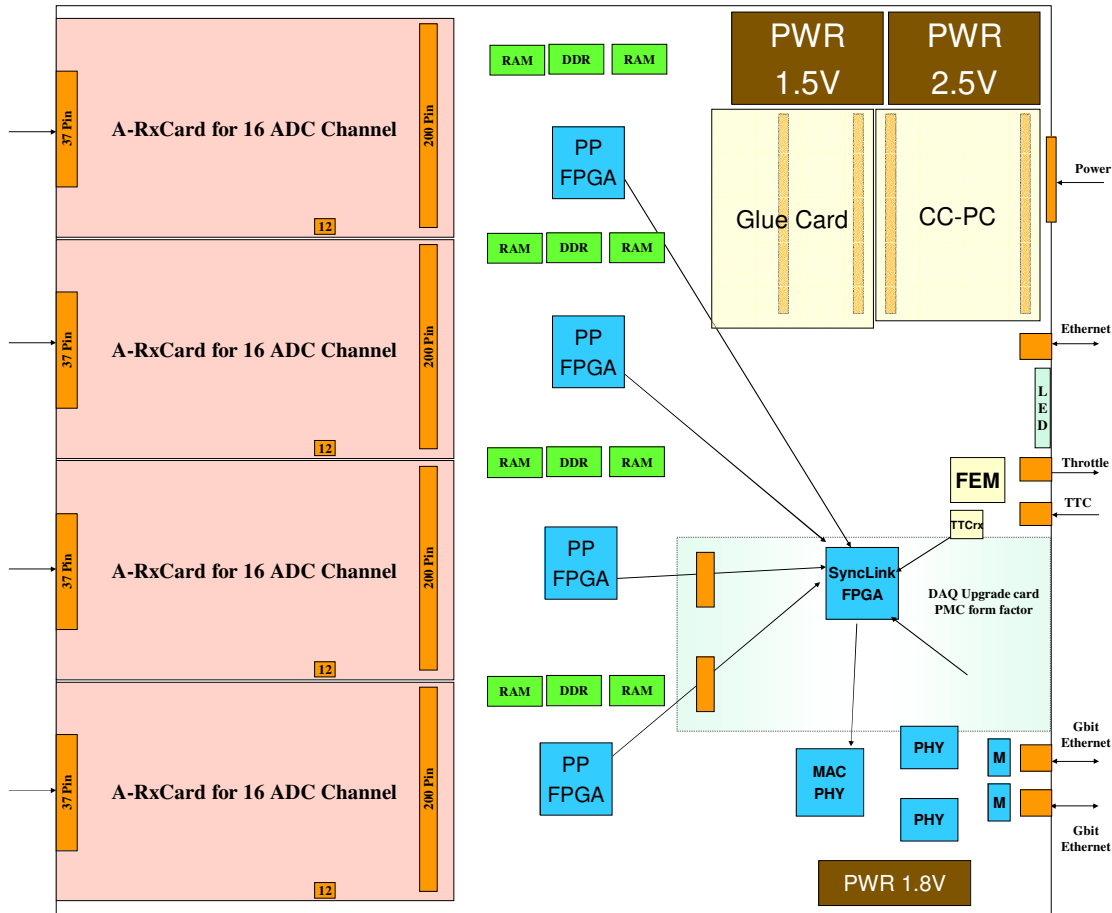 PWR
1.5V
PWR
2.5V
RAM
DDR
RAM
37 Pin
A-RxCard for 16 ADC Channel
200 Pin
12
PP
FPGA
Glue Card
CC-PC
Power
RAM
DDR
RAM
37 Pin
A-RxCard for 16 ADC Channel
200 Pin
12
PP
FPGA
Ethernet
LED
RAM
DDR
RAM
Throttle
FEM
TTC
TTCrx
37 Pin
A-RxCard for 16 ADC Channel
200 Pin
12
PP
FPGA
SyncLink
FPGA
DAQ Upgrade card
PMC form factor
RAM
DDR
RAM
37 Pin
A-RxCard for 16 ADC Channel
200 Pin
12
PP
FPGA
MAC
PHY
PHY
M
Gbit
Ethernet
PHY
M
Gbit
Ethernet
PWR 1.8V